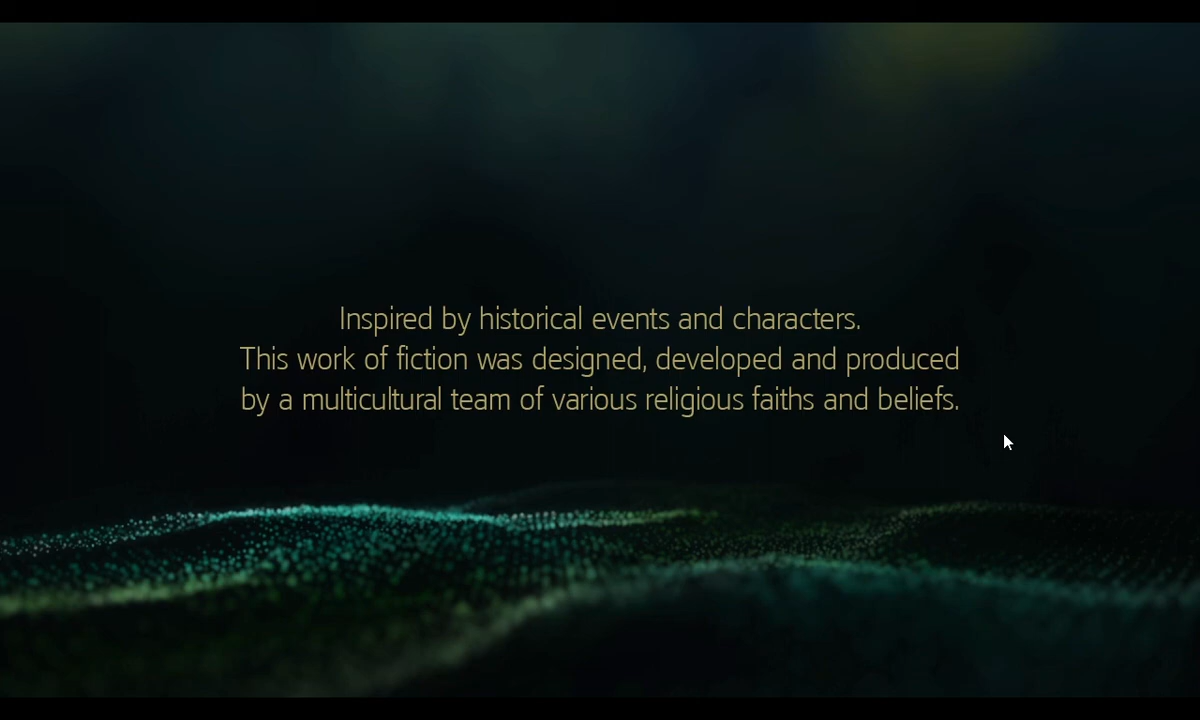 Inspired by historical events and characters.
This work of fiction was designed, developed and produced
by a multicultural team of various religious faiths and beliefs.